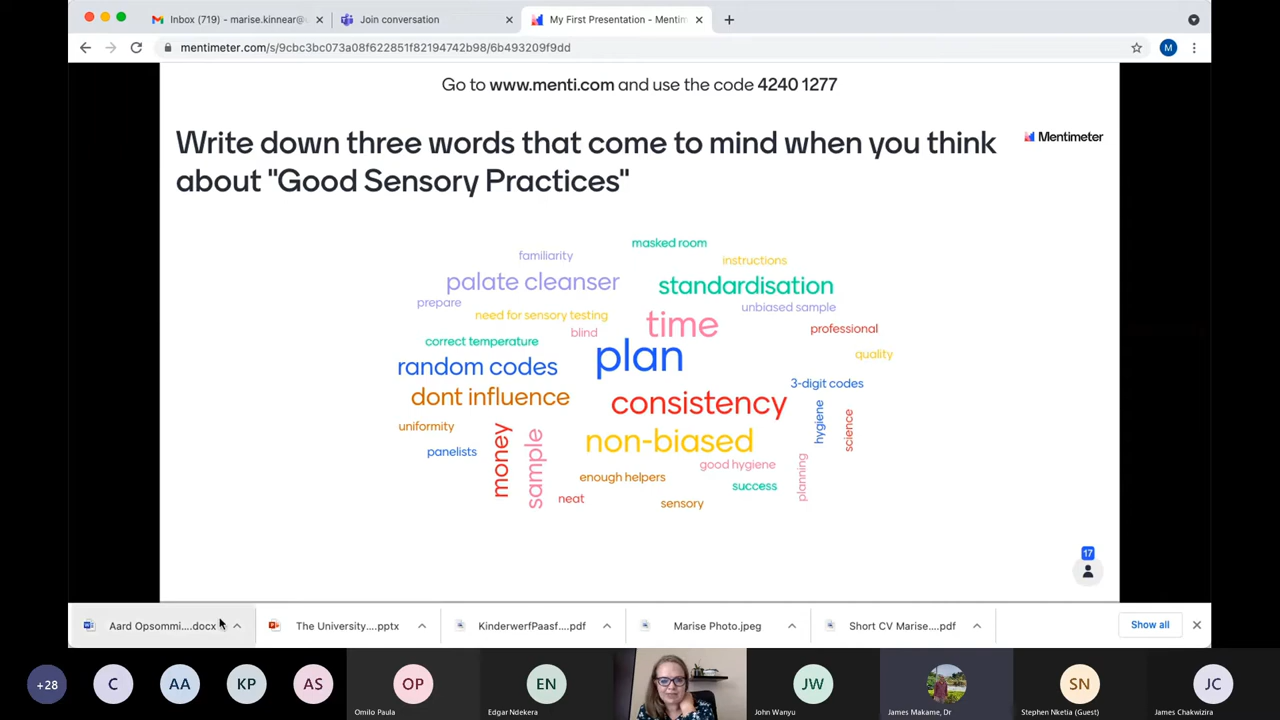 Inbox (719) - marise.kinnear@
Join conversation
My First Presentation - Mentim
mentimeter.com/s/9cbc3bc073a08f622851f82194742b98/6b493209f9dd
M
Go to www.menti.com and use the code 4240 1277
Write down three words that come to mind when you think
about "Good Sensory Practices"
Mentimeter
masked room
familiarity
instructions
palate cleanser
standardisation
prepare
unbiased sample
need for sensory testing
time
blind
professional
correct temperature
plan
quality
random codes
3-digit codes
dont influence
consistency
hygiene
science
uniformity
non-biased
panelists
money
sample
good hygiene
planning
enough helpers
success
neat
sensory
17
Aard Opsommi....docx
The University....pptx
KinderwerfPaasf....pdf
Marise Photo.jpeg
Short CV Marise....pdf
Show all
+28
C
AA
KP
AS
OP
EN
JW
SN
JC
Omilo Paula
Edgar Ndekera
John Wanyu
James Makame, Dr
Stephen Nketia (Guest)
James Chakwizira